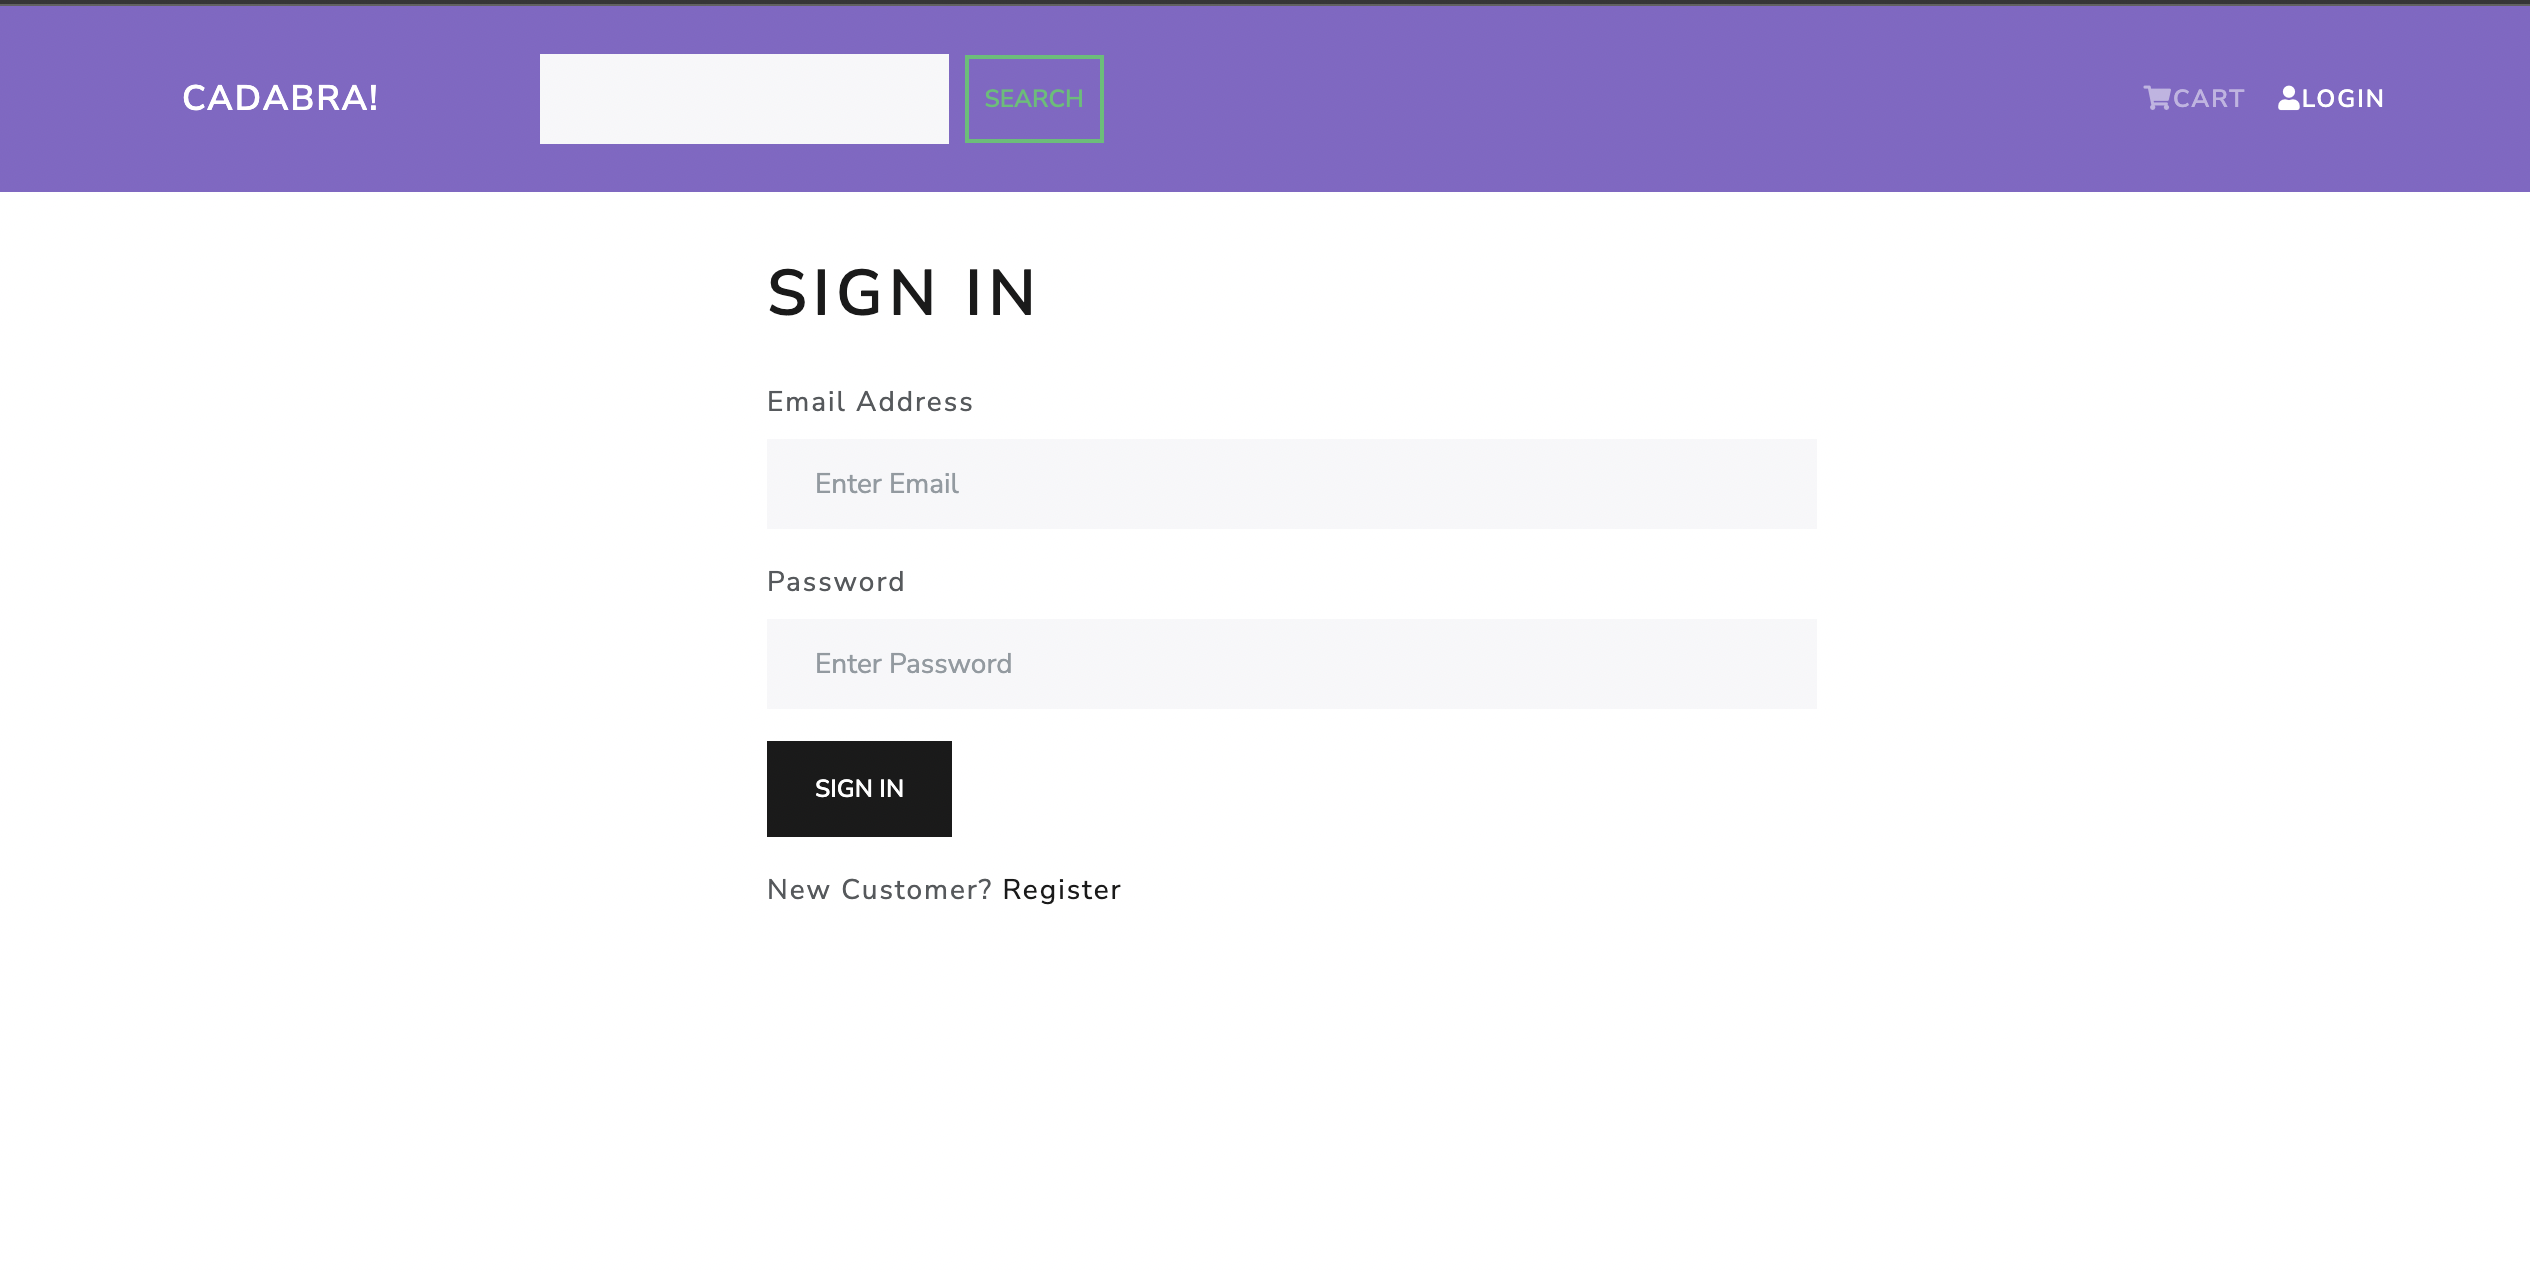 CADABRA! SEARCH CART LOGIN
SIGN IN
Email Address
Enter Email
Password
Enter Password
SIGN IN
New Customer? Register